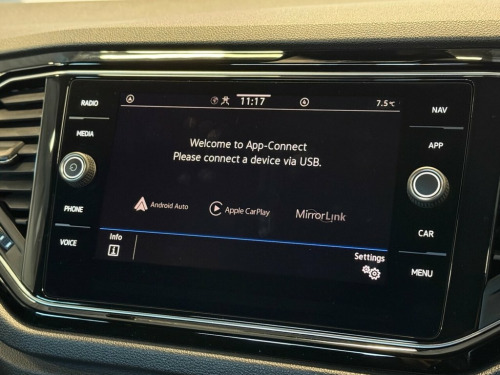 11:17
7.5°C
RADIO
MEDIA
PHONE
VOICE
Welcome to App-Connect
Please connect a device via USB.
Android Auto
Apple CarPlay
MirrorLink
Info
Settings
NAV
APP
CAR
MENU